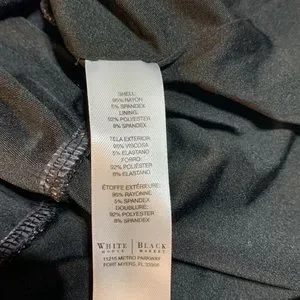 SHELL:
95% RAYON
5% SPANDEX
LINING:
92% POLYESTER
8% SPANDEX
TELA EXTERIOR:
95% VISCOSA
5% ELASTANO
FORRO:
92% POLIESTER
8% ELASTANO
ÉTOFFE EXTÉRIEURE:
95% RAYONNE
5% SPANDEX
DOUBLURE:
92% POLYESTER
8% SPANDEX
WHITE BLACK
HOUSE MARKET
11215 METRO PARKWAY
FORT MYERS, FL 33966